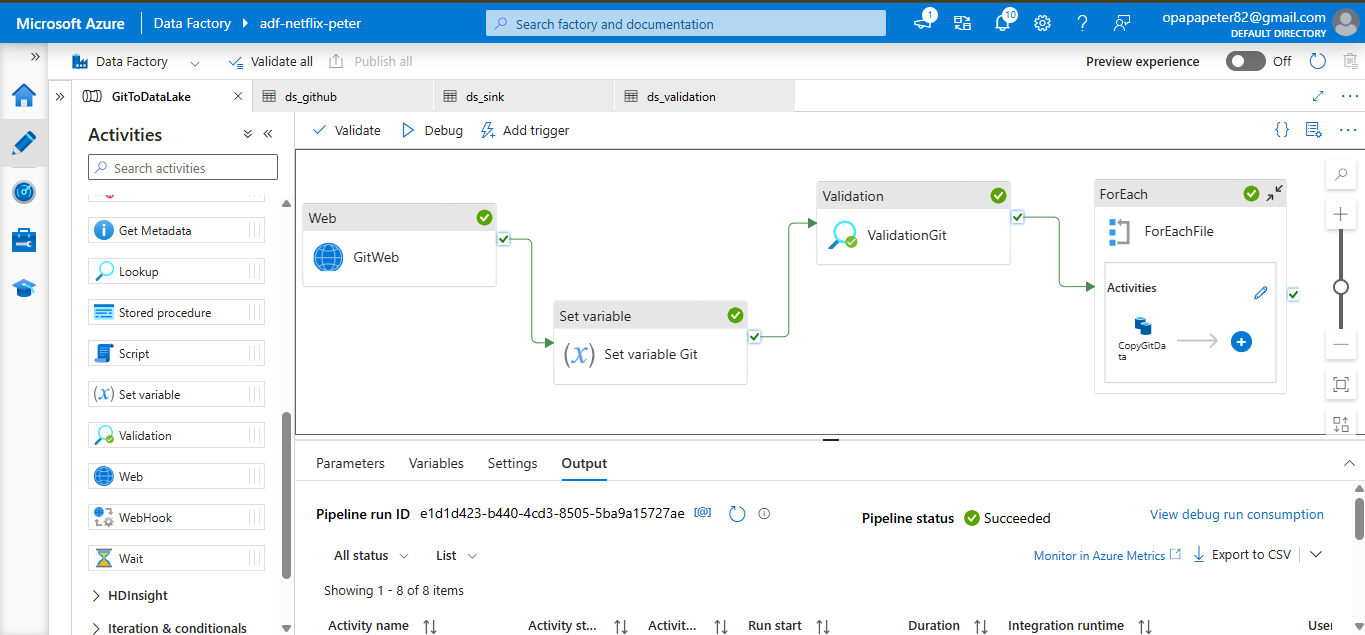 Microsoft Azure
Data Factory
adf-netflix-peter
Search factory and documentation
1
10
opapapeter82@gmail.com
DEFAULT DIRECTORY
Data Factory
Validate all
Publish all
Preview experience
Off
GitToDataLake
ds_github
ds_sink
ds_validation
Activities
Search activities
Get Metadata
Lookup
Stored procedure
Script
Set variable
Validation
Web
WebHook
Wait
HDInsight
Iteration & conditionals
Validate
Debug
Add trigger
Web
GitWeb
Set variable
(x)
Set variable Git
Validation
ValidationGit
ForEach
ForEachFile
Activities
CopyGitDa
ta
Parameters
Variables
Settings
Output
Pipeline run ID e1d1d423-b440-4cd3-8505-5ba9a15727ae
Pipeline status Succeeded
View debug run consumption
All status
List
Monitor in Azure Metrics
Export to CSV
Showing 1 - 8 of 8 items
Activity name
Activity st...
Activit...
Run start
Duration
Integration runtime
User